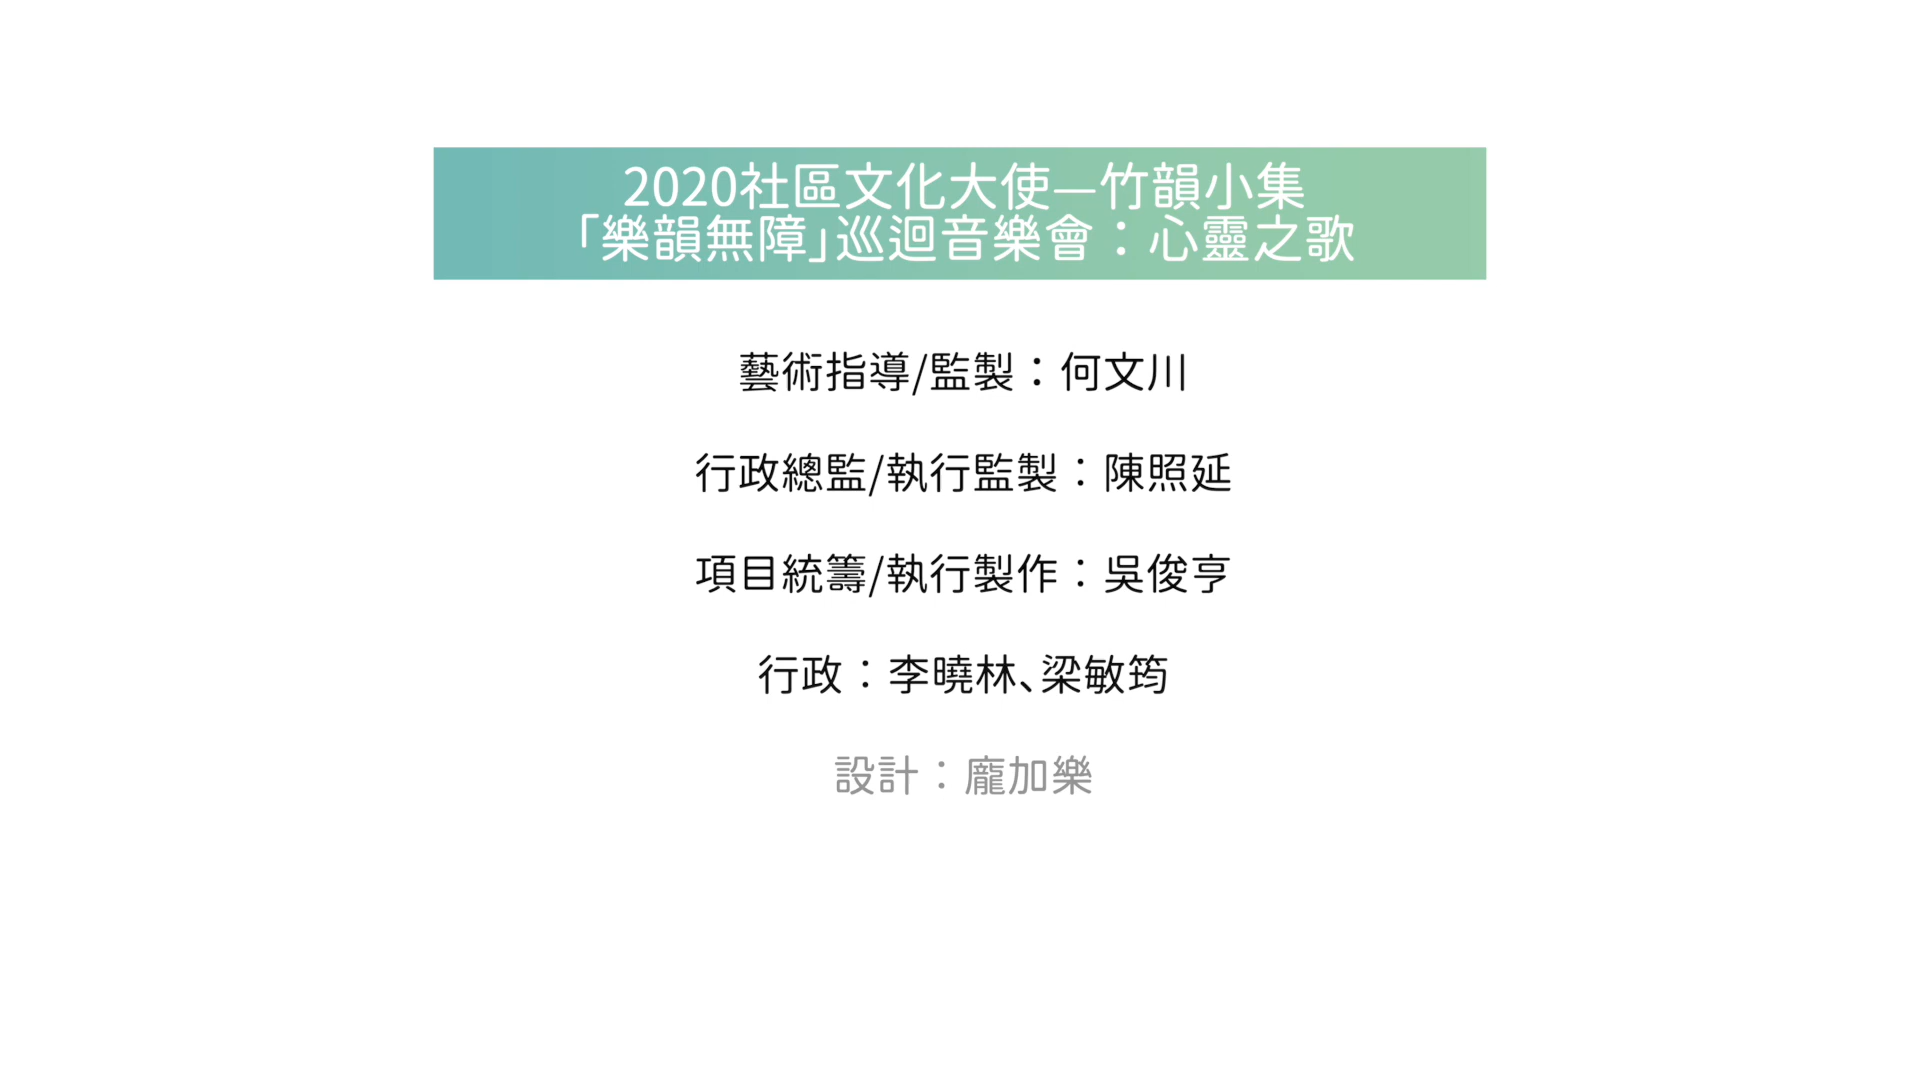 2020社區文化大使—竹韻小集
「樂韻無障」巡迴音樂會：心靈之歌
藝術指導/監製：何文川
行政總監/執行監製：陳照延
項目統籌/執行製作：吳俊亨
行政：李曉林、梁敏筠
設計：龐加樂